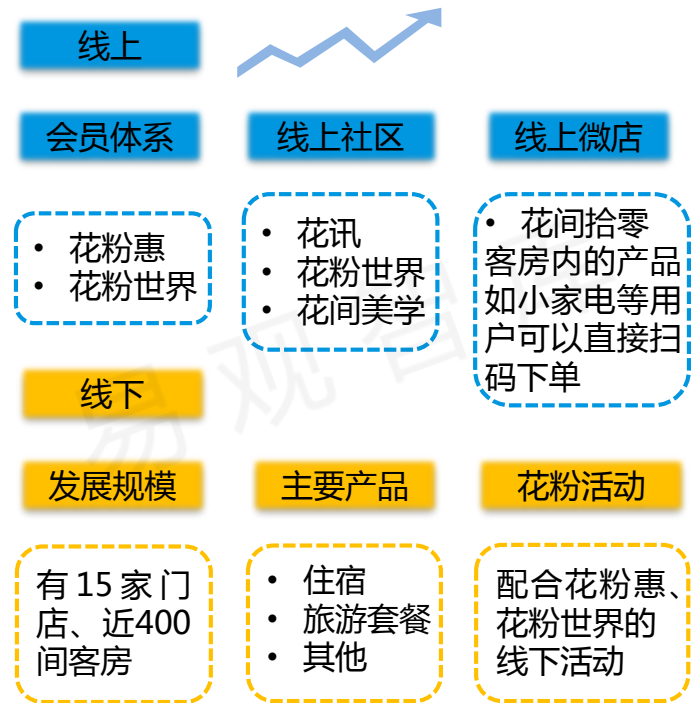 线上
会员体系
线上社区
线上微店
• 花粉惠
• 花粉世界
• 花讯
• 花粉世界
• 花间美学
• 花间拾零
客房内的产品
如小家电等用
户可以直接扫
码下单
线下
发展规模
主要产品
花粉活动
有15家门
店、近400
间客房
• 住宿
• 旅游套餐
• 其他
配合花粉惠、
花粉世界的
线下活动
易观智库